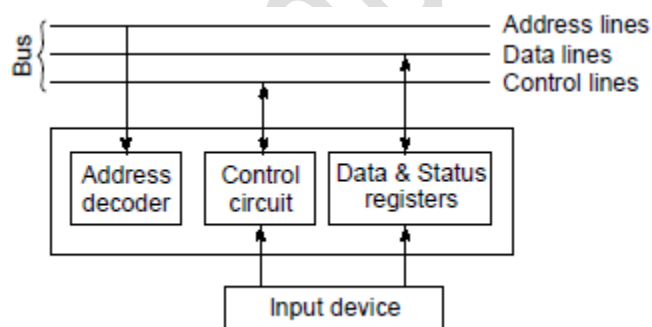 Bus
Address lines
Data lines
Control lines
Address
decoder
Control
circuit
Data & Status
registers
Input device